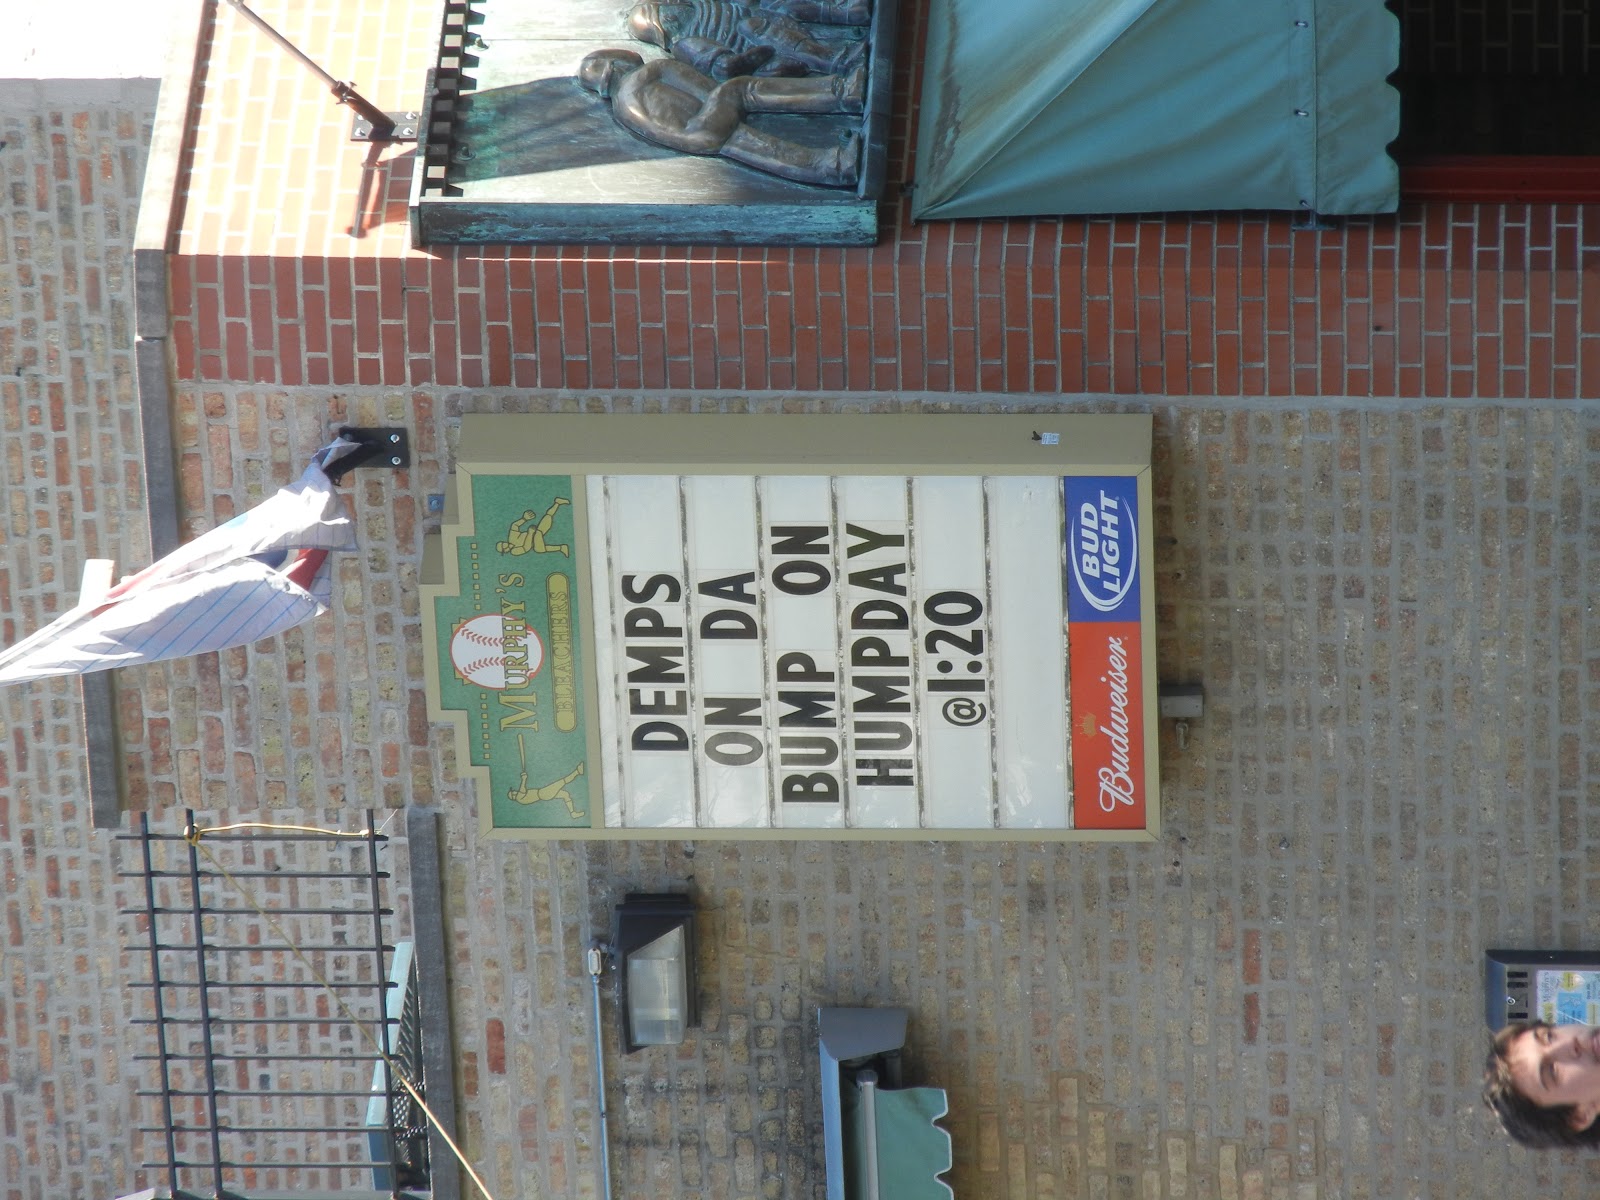 MURPHY'S
BLEACHERS
DEMPS
ON DA
BUMP ON
HUMPDAY
@1:20
Budweiser
BUD
LIGHT